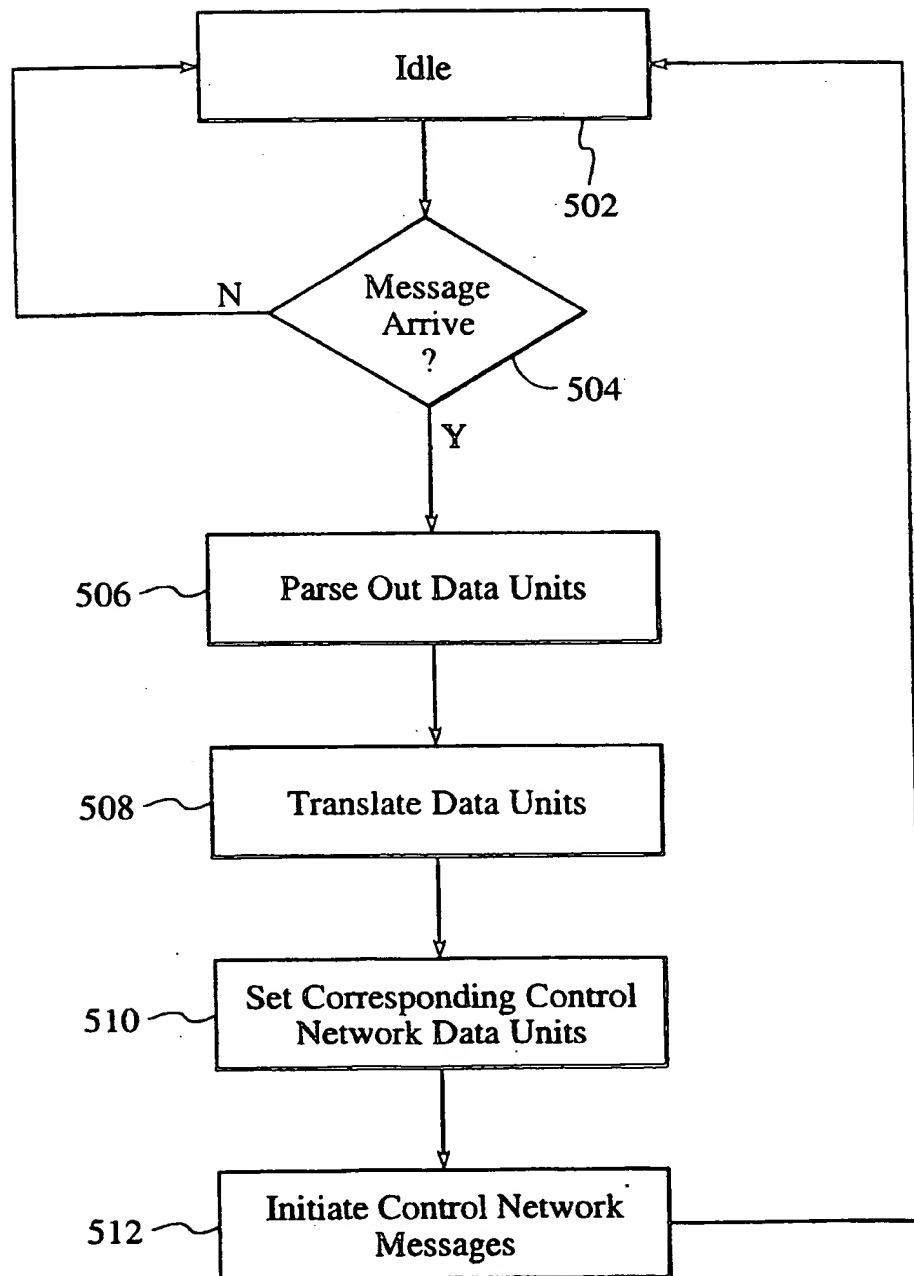 Idle
502
Message
Arrive
?
504
N
Y
506
Parse Out Data Units
508
Translate Data Units
510
Set Corresponding Control
Network Data Units
512
Initiate Control Network
Messages